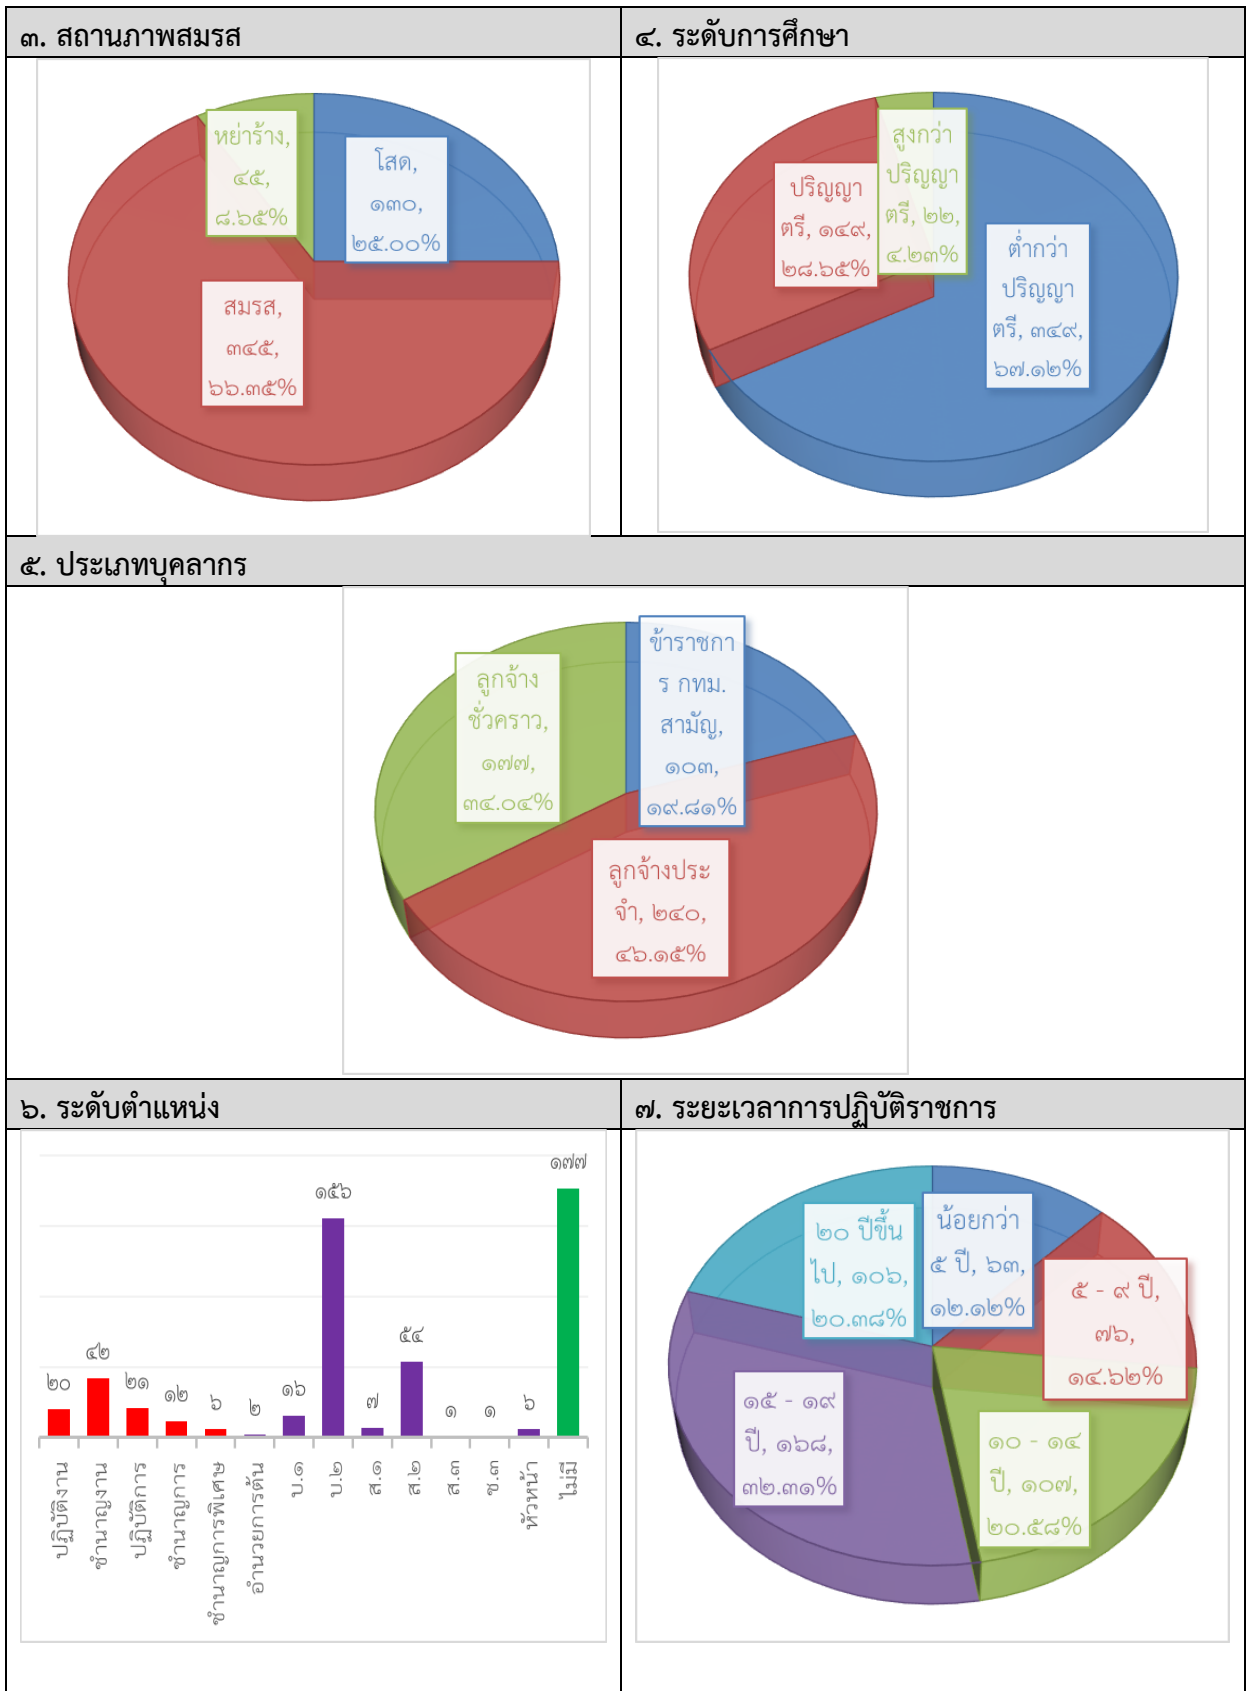 ๓. สถานภาพสมรส
หย่าร้าง,
๔๕,
๘.๖๕%
โสด,
๑๓๐,
๒๕.๐๐%
สมรส,
๓๔๕,
๖๖.๓๕%
๔. ระดับการศึกษา
สูงกว่า
ปริญญา
ตรี, ๒๒,
๔.๒๓%
ปริญญา
ตรี, ๑๔๙,
๒๘.๖๕%
ต่ำกว่า
ปริญญา
ตรี, ๓๔๙,
๖๗.๑๒%
๕. ประเภทบุคลากร
ข้าราชกา
ร กทม.
สามัญ,
๑๐๓,
๑๙.๘๑%
ลูกจ้าง
ชั่วคราว,
๑๗๗,
๓๔.๐๔%
ลูกจ้างประ
จำ, ๒๔๐,
๔๖.๑๕%
๖. ระดับตำแหน่ง
๒๐
๔๒
๒๑
๑๒
๖
๒
๑๖
๑๕๖
๗
๕๔
๑
๑
๖
๑๗๗
ปฏิบัติงาน
ชำนาญงาน
ปฏิบัติการ
ชำนาญการ
ชำนาญการพิเศษ
อำนวยการต้น
บ.๑
บ.๒
ส.๑
ส.๒
ส.๓
ช.๓
หัวหน้า
ไม่มี
๗. ระยะเวลาการปฏิบัติราชการ
๒๐ ปีขึ้น
ไป, ๑๐๖,
๒๐.๓๘%
น้อยกว่า
๕ ปี, ๖๓,
๑๒.๑๒%
๕ - ๙ ปี,
๗๖,
๑๔.๖๒%
๑๕ - ๑๙
ปี, ๑๖๘,
๓๒.๓๑%
๑๐ - ๑๔
ปี, ๑๐๗,
๒๐.๕๘%